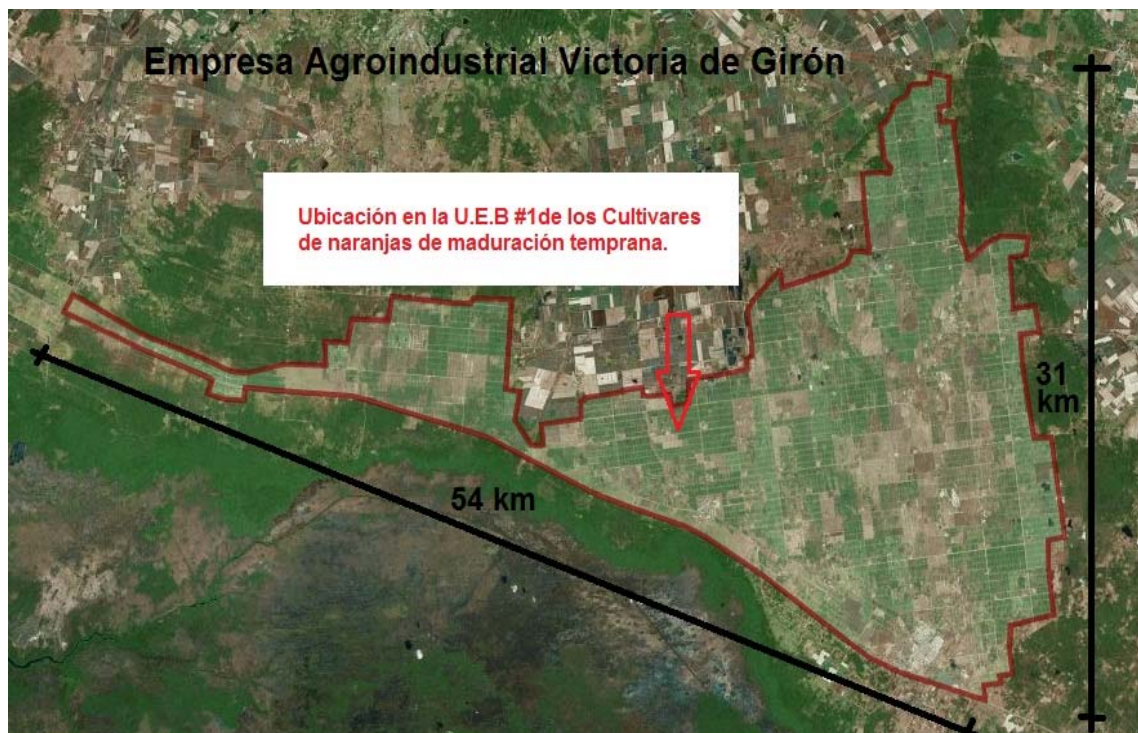 Empresa Agroindustrial Victoria de Girón
Ubicación en la U.E.B #1de los Cultivares
de naranjas de maduración temprana.
31
km
54 km